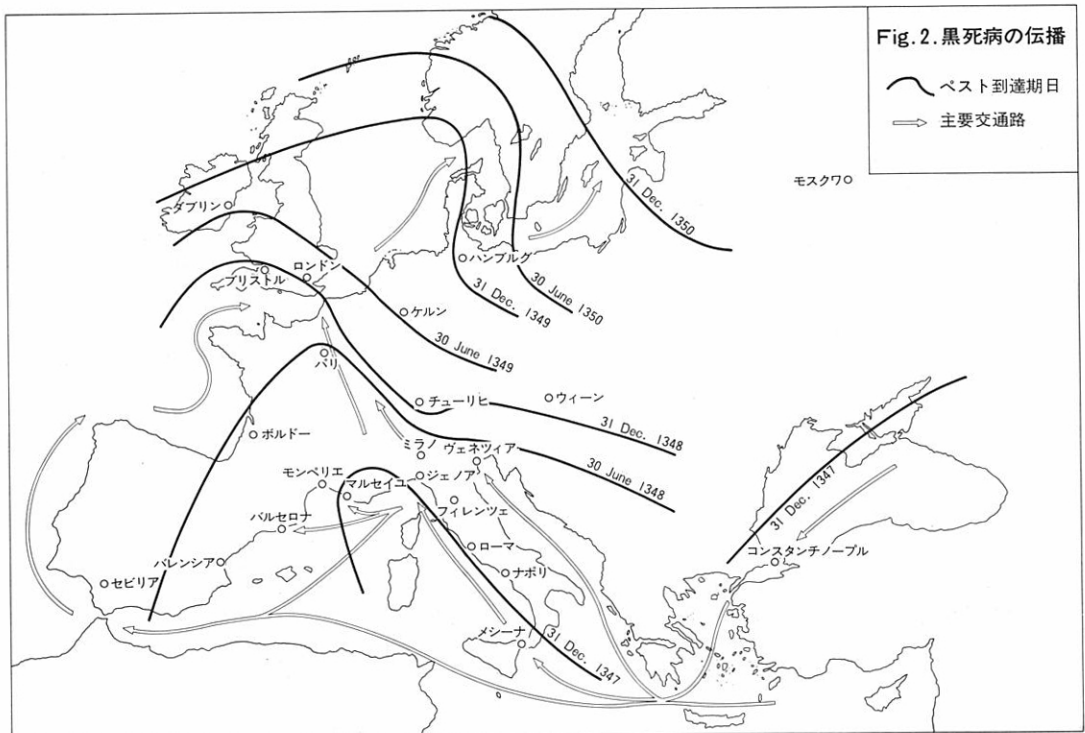 Fig.2.黒死病の伝播
ペスト到達期日
主要交通路
モスクワ
31 Dec. 1350
ダブリン
ハンブルグ
ブリストル
ロンドン
30 June 1350
31 Dec. 1349
ケルン
30 June 1349
パリ
チューリヒ
ウィーン
31 Dec. 1348
ボルドー
ミラノ
ヴェネツィア
30 June 1348
モンペリエ
マルセイユ
ジェノア
フィレンツェ
31 Dec. 1347
バルセロナ
ローマ
コンスタンチノープル
バレンシア
セビリア
ナポリ
メシーナ
31 Dec. 1347